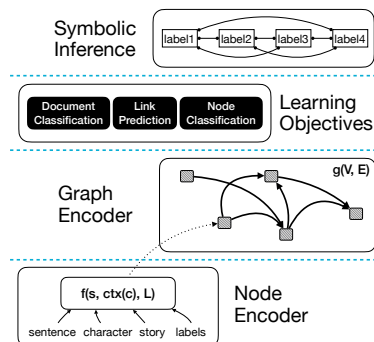 Symbolic
Inference
label1 label2 label3 label4
Document
Classification
Link
Prediction
Node
Classification
Learning
Objectives
Graph
Encoder
g(V, E)
f(s, ctx(c), L)
sentence character story labels
Node
Encoder